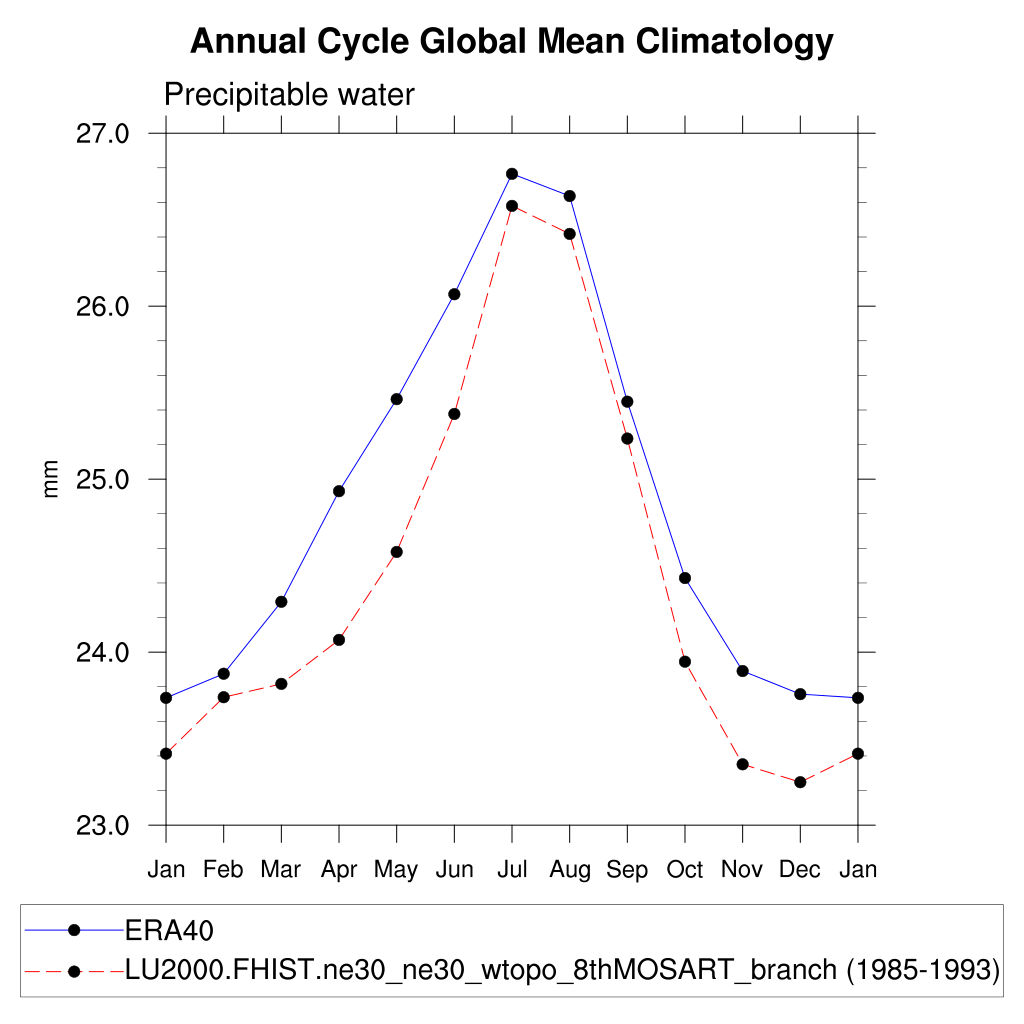 Annual Cycle Global Mean Climatology
Precipitable water
27.0
26.0
25.0
24.0
23.0
mm
Jan Feb Mar Apr May Jun Jul Aug Sep Oct Nov Dec Jan
ERA40
LU2000.FHIST.ne30_ne30_wtopo_8thMOSART_branch (1985-1993)